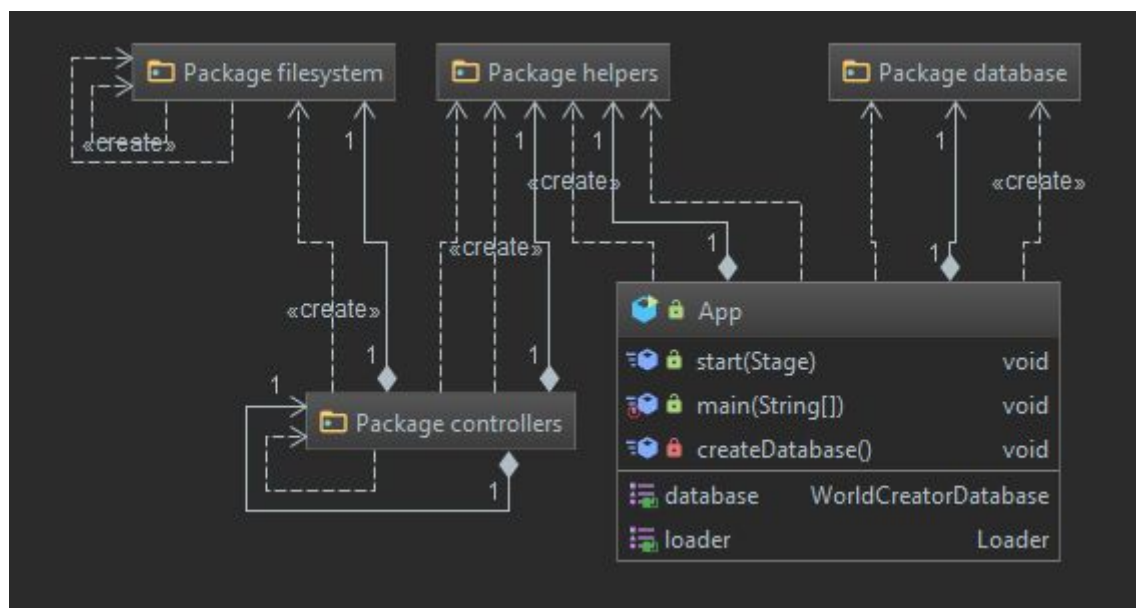 Package filesystem
Package helpers
Package database
«create»
1
1
1
1
«create»
«create»
1
«create»
1
«create»
1
1
1
Package controllers
1
App
start(Stage) void
main(String[]) void
createDatabase() void
database WorldCreatorDatabase
loader Loader